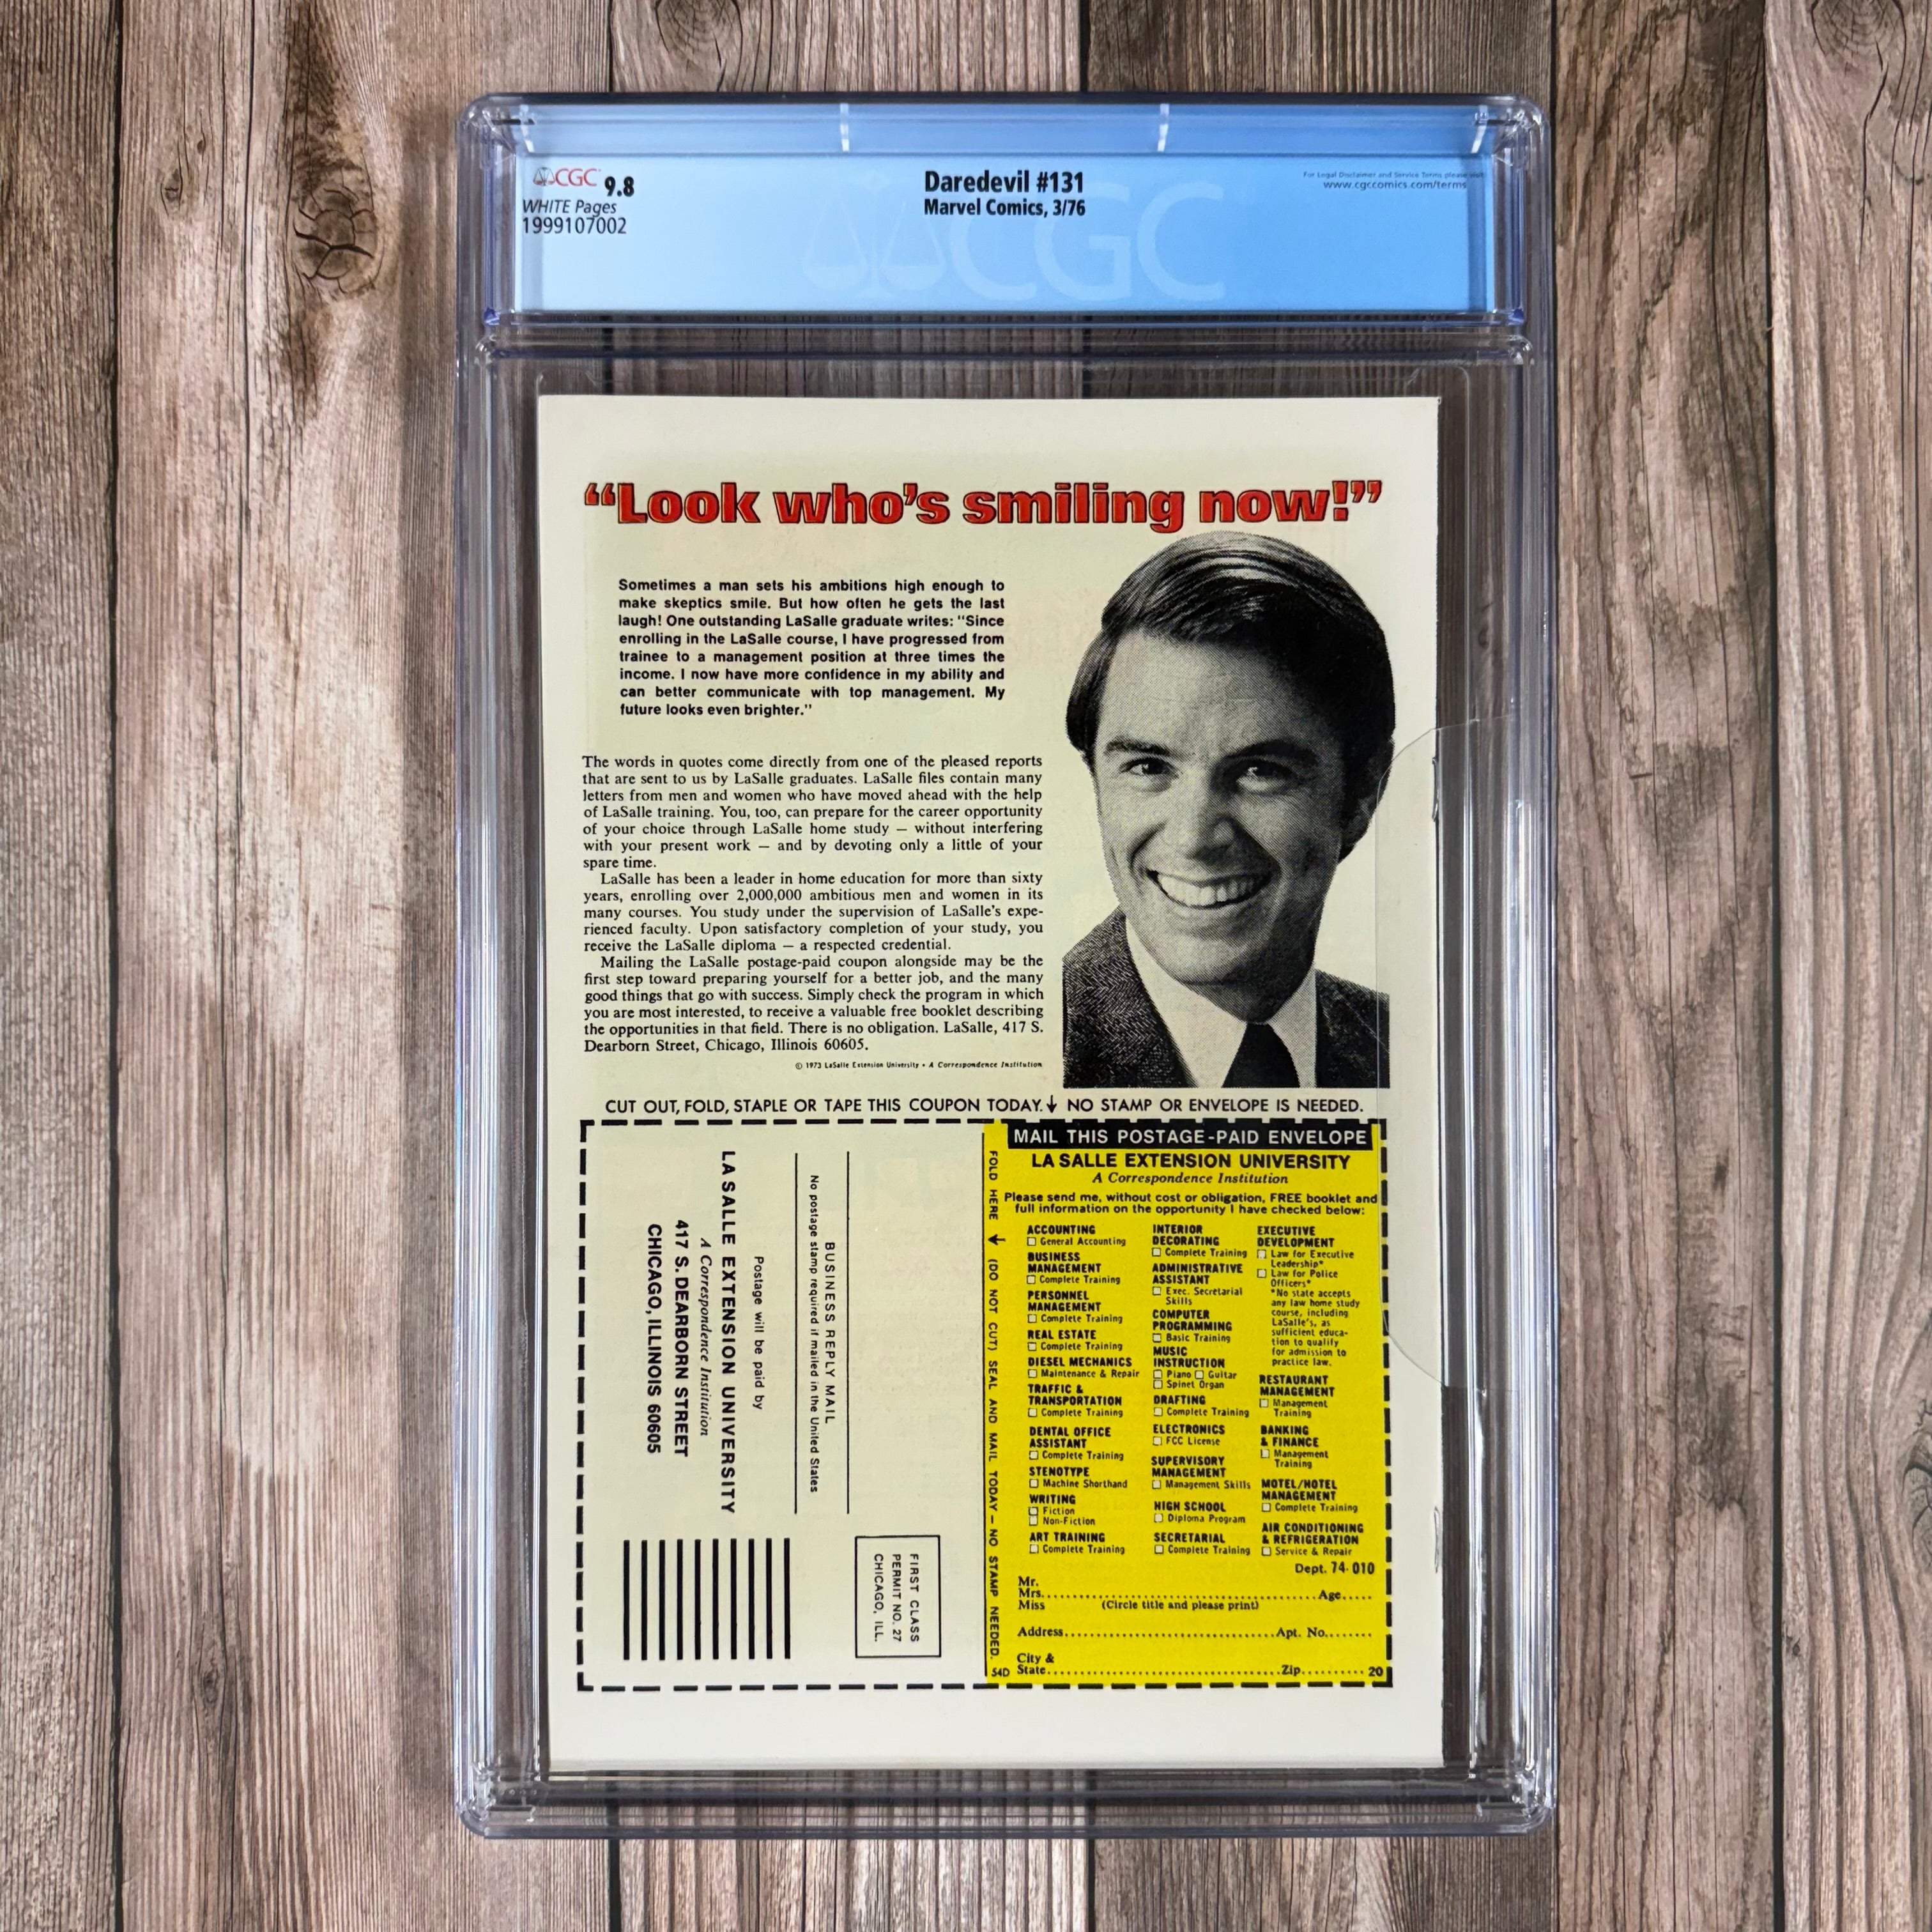 CGC 9.8
WHITE Pages
1999107002
Daredevil #131
Marvel Comics, 3/76
For Legal Disclaimer and Service Terms please visit
www.cgccomics.com/terms
CGC
“Look who's smiling now!”
Sometimes a man sets his ambitions high enough to
make skeptics smile. But how often he gets the last
laugh! One outstanding LaSalle graduate writes: "Since
enrolling in the LaSalle course, I have progressed from
trainee to a management position at three times the
income. I now have more confidence in my ability and
can better communicate with top management. My
future looks even brighter."
The words in quotes come directly from one of the pleased reports
that are sent to us by LaSalle graduates. LaSalle files contain many
letters from men and women who have moved ahead with the help
of LaSalle training. You, too, can prepare for the career opportunity
of your choice through LaSalle home study — without interfering
with your present work — and by devoting only a little of your
spare time.
LaSalle has been a leader in home education for more than sixty
years, enrolling over 2,000,000 ambitious men and women in its
many courses. You study under the supervision of LaSalle's expe-
rienced faculty. Upon satisfactory completion of your study, you
receive the LaSalle diploma — a respected credential.
Mailing the LaSalle postage-paid coupon alongside may be the
first step toward preparing yourself for a better job, and the many
good things that go with success. Simply check the program in which
you are most interested, to receive a valuable free booklet describing
the opportunities in that field. There is no obligation. LaSalle, 417 S.
Dearborn Street, Chicago, Illinois 60605.
© 1973 LaSalle Extension University • A Correspondence Institution
CUT OUT, FOLD, STAPLE OR TAPE THIS COUPON TODAY. ↓ NO STAMP OR ENVELOPE IS NEEDED.
FIRST CLASS
PERMIT NO. 27
CHICAGO, ILL.
BUSINESS REPLY MAIL
No postage stamp required if mailed in the United States
Postage will be paid by
LA SALLE EXTENSION UNIVERSITY
A Correspondence Institution
417 S. DEARBORN STREET
CHICAGO, ILLINOIS 60605
FOLD HERE ↓ (DO NOT CUT) SEAL AND MAIL TODAY — NO STAMP NEEDED.
S4D
MAIL THIS POSTAGE-PAID ENVELOPE
LA SALLE EXTENSION UNIVERSITY
A Correspondence Institution
Please send me, without cost or obligation, FREE booklet and
full information on the opportunity I have checked below:
ACCOUNTING
☐ General Accounting
BUSINESS
MANAGEMENT
☐ Complete Training
PERSONNEL
MANAGEMENT
☐ Complete Training
REAL ESTATE
☐ Complete Training
DIESEL MECHANICS
☐ Maintenance & Repair
TRAFFIC &
TRANSPORTATION
☐ Complete Training
DENTAL OFFICE
ASSISTANT
☐ Complete Training
STENOTYPE
☐ Machine Shorthand
WRITING
☐ Fiction
☐ Non-Fiction
ART TRAINING
☐ Complete Training
INTERIOR
DECORATING
☐ Complete Training
ADMINISTRATIVE
ASSISTANT
☐ Exec. Secretarial
Skills
COMPUTER
PROGRAMMING
☐ Basic Training
MUSIC
INSTRUCTION
☐ Piano ☐ Guitar
☐ Spinet Organ
DRAFTING
☐ Complete Training
ELECTRONICS
☐ FCC License
SUPERVISORY
MANAGEMENT
☐ Management Skills
HIGH SCHOOL
☐ Diploma Program
SECRETARIAL
☐ Complete Training
EXECUTIVE
DEVELOPMENT
☐ Law for Executive
Leadership*
☐ Law for Police
Officers*
*No state accepts
any law home study
course, including
LaSalle's, as
sufficient educa-
tion to qualify
for admission to
practice law.
RESTAURANT
MANAGEMENT
☐ Management
Training
BANKING
& FINANCE
☐ Management
Training
MOTEL/HOTEL
MANAGEMENT
☐ Complete Training
AIR CONDITIONING
& REFRIGERATION
☐ Service & Repair
Dept. 74-010
Mr.
Mrs. Age
Miss (Circle title and please print)
Address Apt. No.
City &
State Zip 20